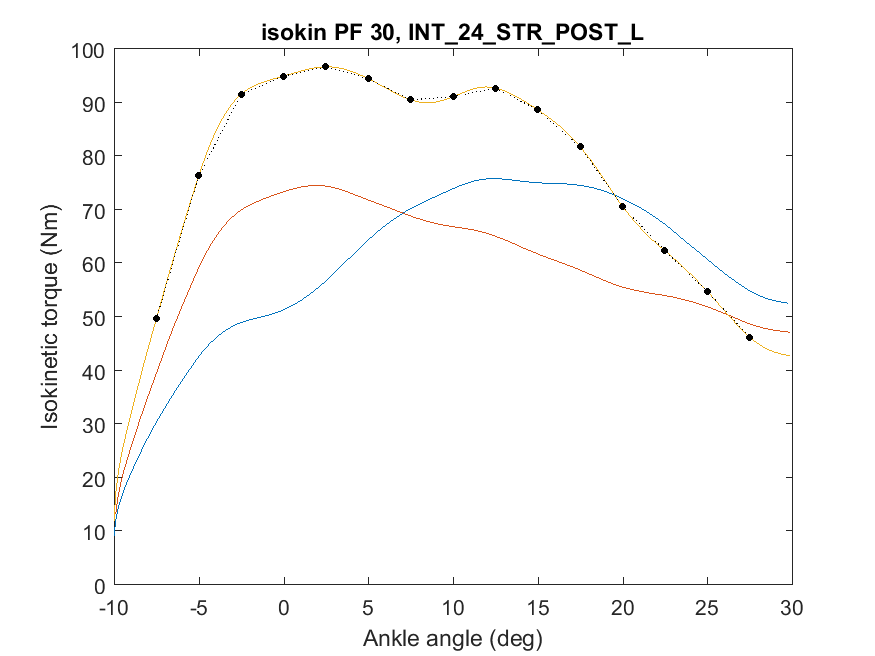 isokin PF 30, INT_24_STR_POST_L
100
90
80
70
60
50
40
30
20
10
0
Isokinetic torque (Nm)
-10 -5 0 5 10 15 20 25 30
Ankle angle (deg)